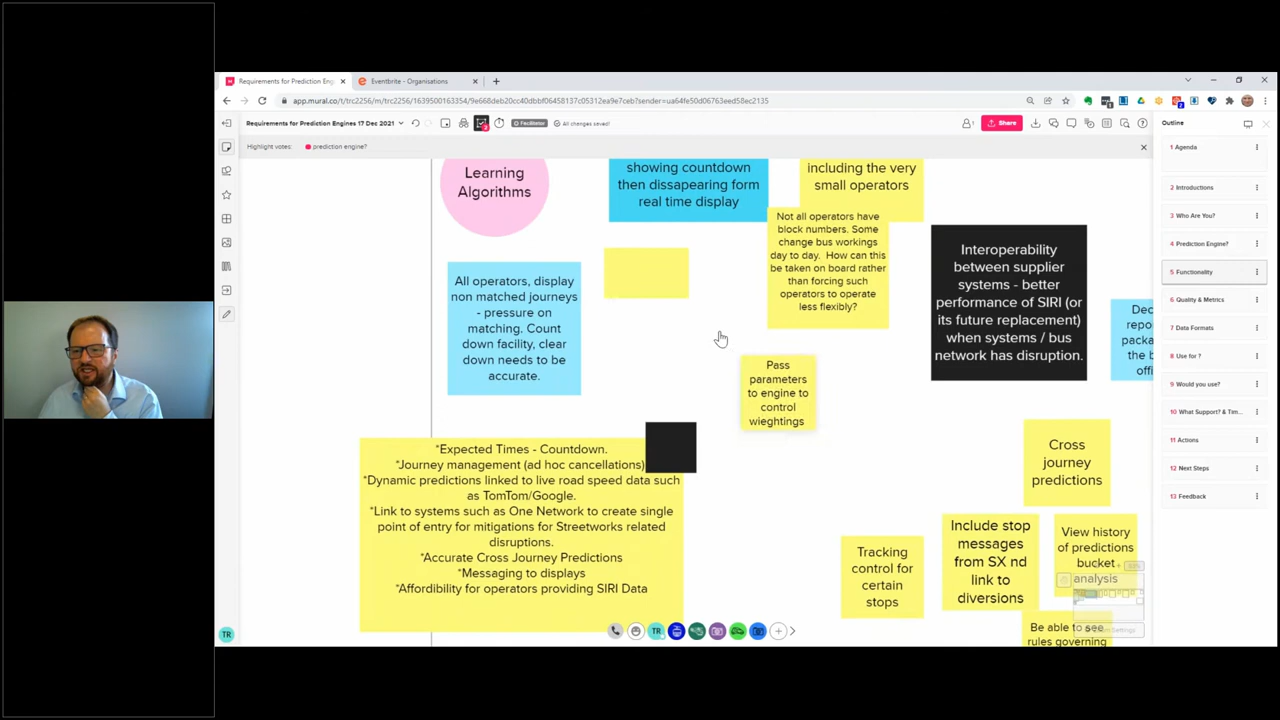 Requirements for Prediction Eng
Eventbrite - Organisations
app.mural.co/t/trc2256/m/trc2256/1639500163354/9e668deb20cc40dbbf06458137c05312ea9e7ceb?sender=ua64fe50d06763eed58ec2135
Requirements for Prediction Engines 17 Dec 2021
Facilitator
All changes saved!
1
Share
Outline
Highlight votes:
prediction engine?
1 Agenda
2 Introductions
3 Who Are You?
4 Prediction Engine?
5 Functionality
6 Quality & Metrics
7 Data Formats
8 Use for ?
9 Would you use?
10 What Support? & Tim...
11 Actions
12 Next Steps
13 Feedback
Learning
Algorithms
showing countdown
then dissapearing form
real time display
including the very
small operators
Not all operators have
block numbers. Some
change bus workings
day to day. How can this
be taken on board rather
than forcing such
operators to operate
less flexibly?
Interoperability
between supplier
systems - better
performance of SIRI (or
its future replacement)
when systems / bus
network has disruption.
All operators, display
non matched journeys
- pressure on
matching. Count
down facility, clear
down needs to be
accurate.
Dec
repo
packa
the b
offi
Pass
parameters
to engine to
control
wieghtings
*Expected Times - Countdown.
*Journey management (ad hoc cancellations)
*Dynamic predictions linked to live road speed data such
as TomTom/Google.
*Link to systems such as One Network to create single
point of entry for mitigations for Streetworks related
disruptions.
*Accurate Cross Journey Predictions
*Messaging to displays
*Affordibility for operators providing SIRI Data
Cross
journey
predictions
Tracking
control for
certain
stops
Include stop
messages
from SX nd
link to
diversions
View history
of predictions
bucket
analysis
Be able to see
rules governing
TR
TR
Settings